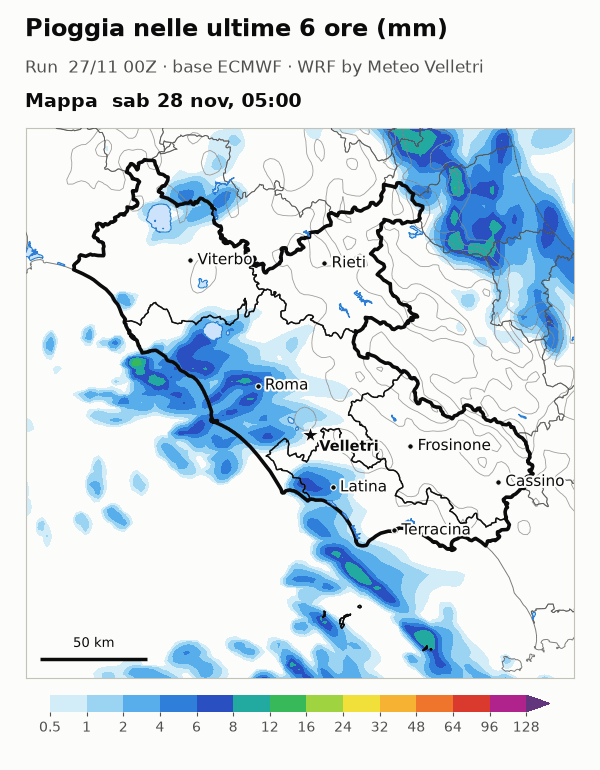 Pioggia nelle ultime 6 ore (mm)
Run  27/11 00Z · base ECMWF · WRF by Meteo Velletri
Mappa  sab 28 nov, 05:00
Viterbo
Rieti
Roma
Velletri
Frosinone
Latina
Cassino
Terracina
50 km
0.5 1 2 4 6 8 12 16 24 32 48 64 96 128